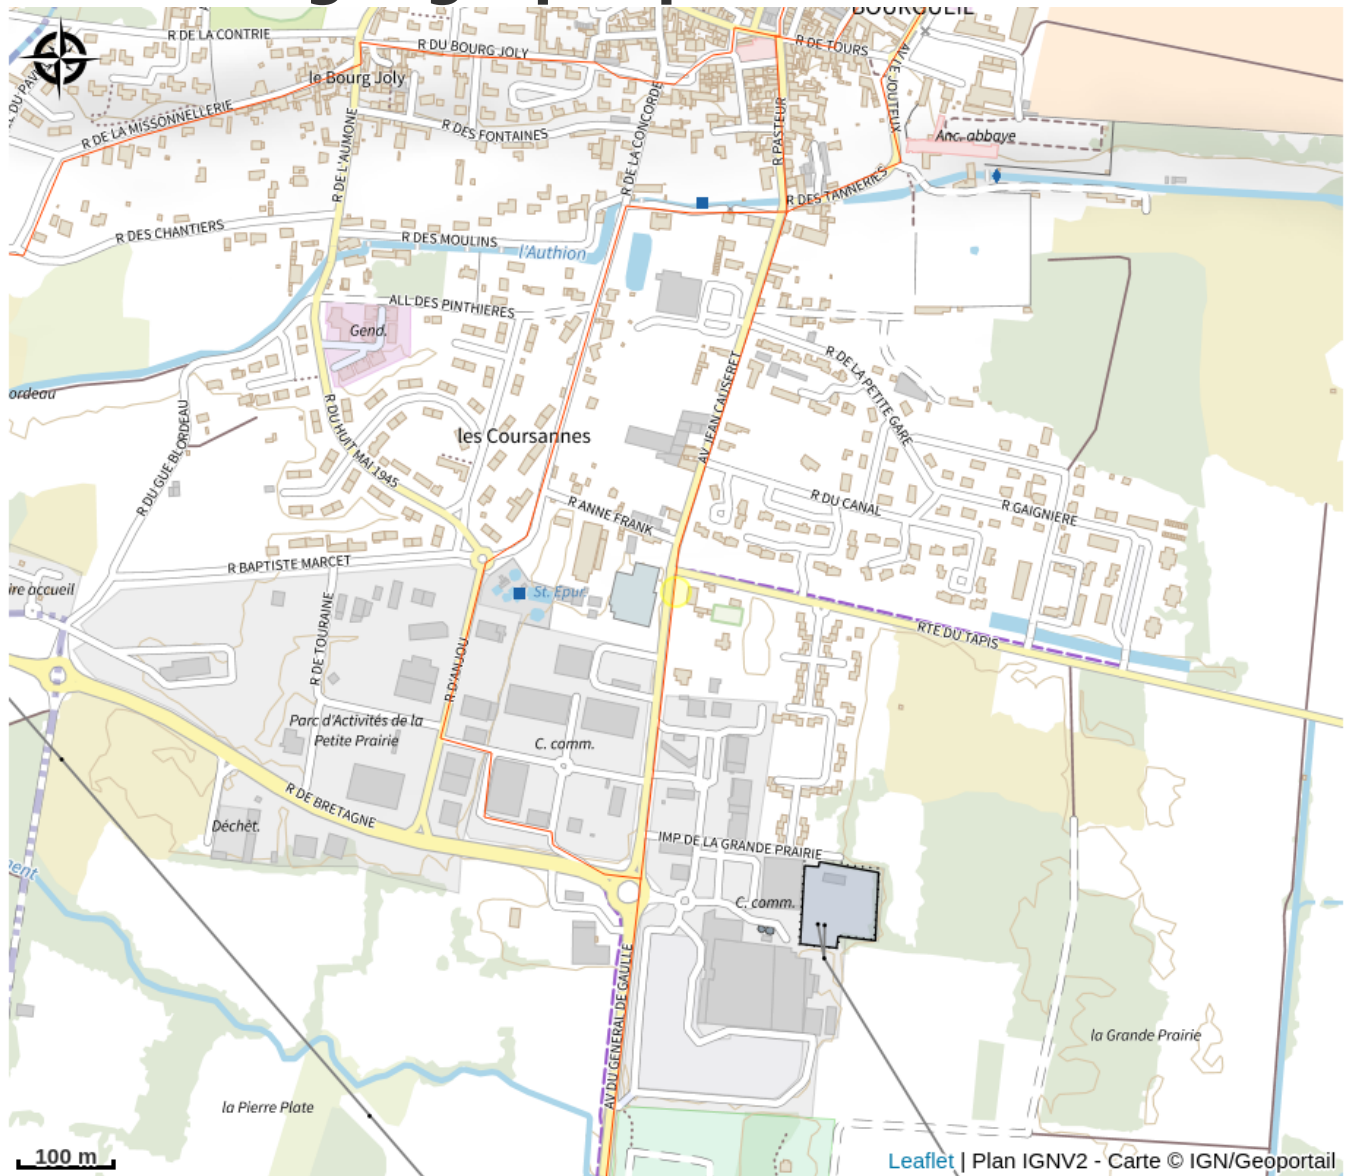 BOURGUEIL
R DE LA CONTRIE
R DU BOURG JOLY
R DE TOURS
AV LE JOUTEUX
le Bourg Joly
R DE LA MISSONNELLERIE
R DES FONTAINES
R DE LA CONCORDE
R PASTEUR
Anc. abbaye
R DE L'AUMONE
R DES TANNERIES
R DES CHANTIERS
R DES MOULINS
l'Authion
ALL DES PINTHIERES
Gend.
R DE LA PETITE GARE
AV JEAN CAUSERET
R DU HUIT MAI 1945
les Coursannes
R DU GUE BLORDEAU
R DU CANAL
R GAIGNIERE
R ANNE FRANK
R BAPTISTE MARCET
ire accueil
St. Epur.
R DE TOURAINE
RTE DU TAPIS
R D'ANJOU
Parc d'Activités de la
Petite Prairie
C. comm.
R DE BRETAGNE
Déchèt.
IMP DE LA GRANDE PRAIRIE
C. comm.
AV DU GENERAL DE GAULLE
la Grande Prairie
la Pierre Plate
100 m
Leaflet | Plan IGNV2 - Carte © IGN/Geoportail